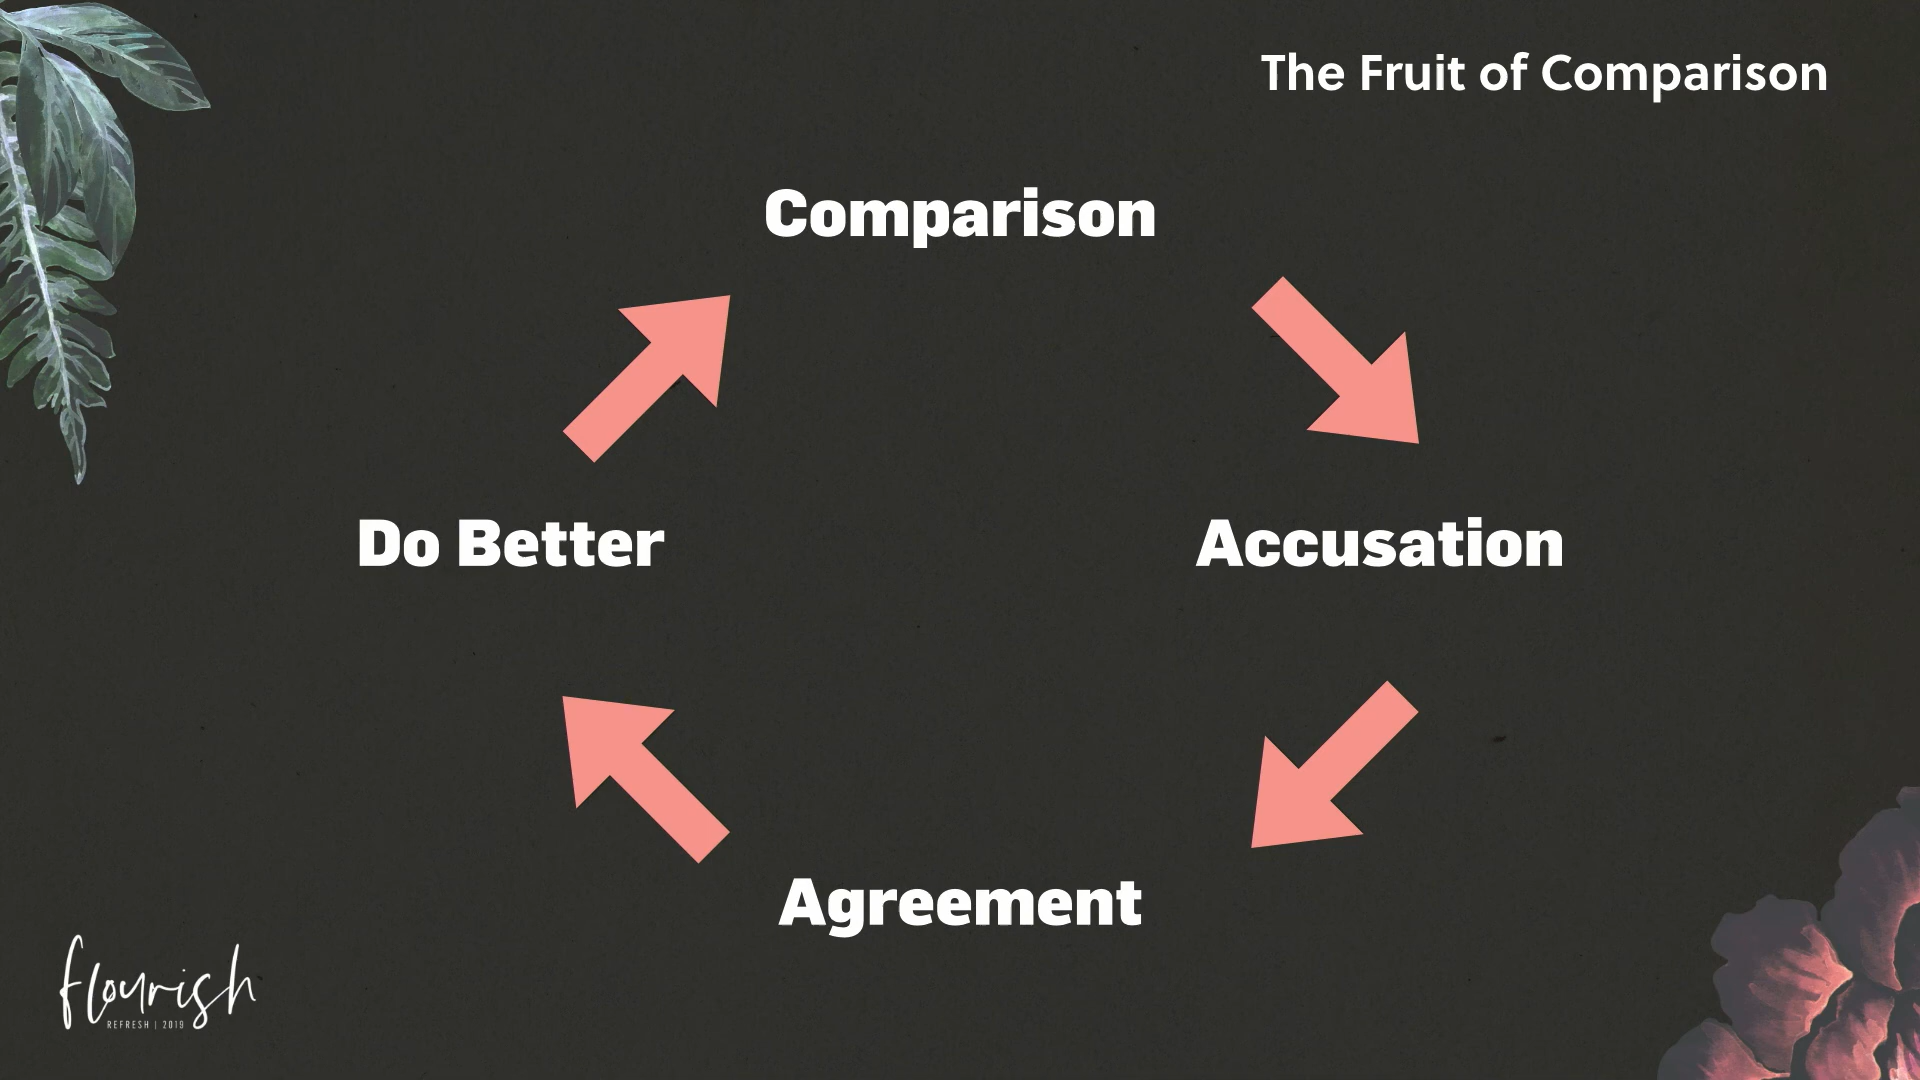 The Fruit of Comparison
Comparison
Do Better
Accusation
Agreement
flourish
REFRESH | 2019